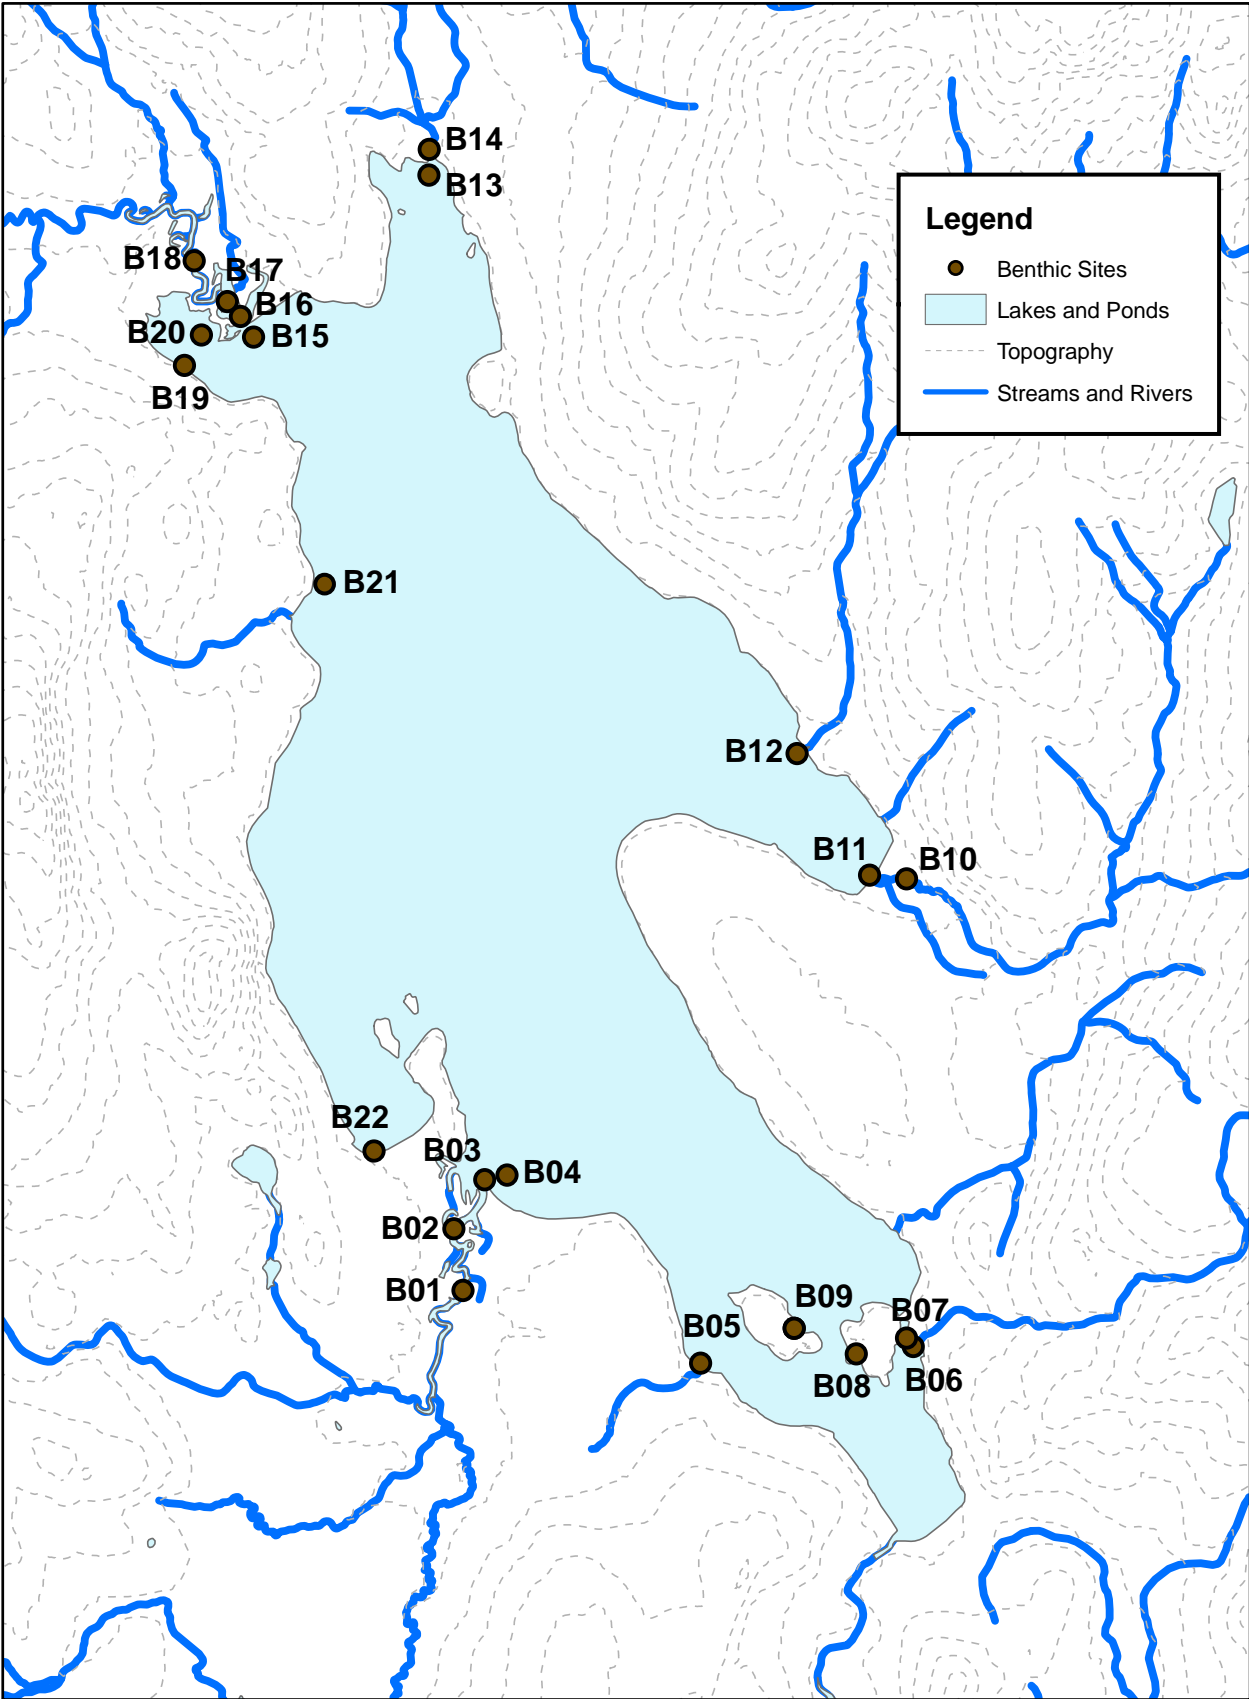 B14
B13
Legend
Benthic Sites
Lakes and Ponds
Topography
Streams and Rivers
B18
B17
B16
B20
B15
B19
B21
B12
B11
B10
B22
B03
B04
B02
B01
B09
B07
B05
B08
B06